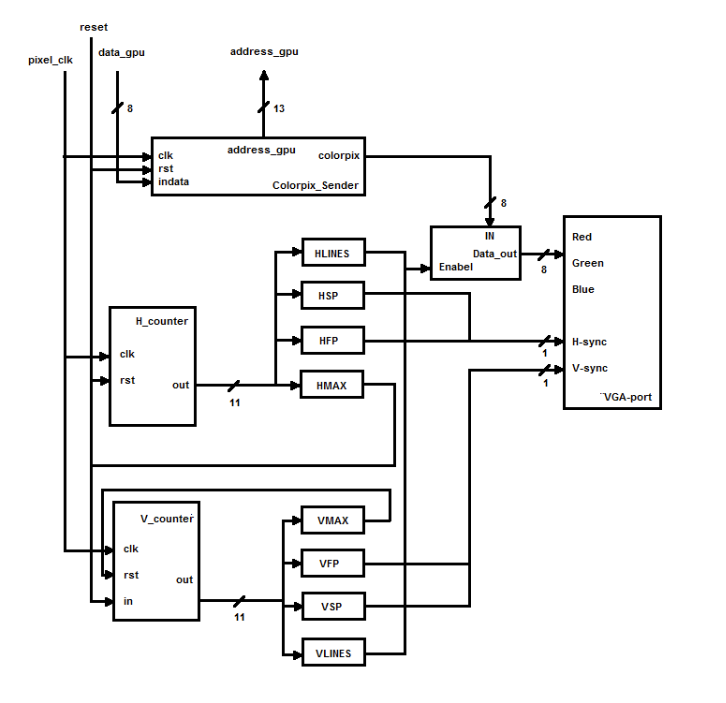 reset
pixel_clk
data_gpu
address_gpu
8
13
clk
rst
indata
address_gpu
colorpix
Colorpix_Sender
8
IN
Data_out
Enabel
8
Red
Green
Blue
H-sync
V-sync
¨VGA-port
1
1
HLINES
HSP
HFP
HMAX
H_counter
clk
rst
out
11
V_counter
clk
rst
in
out
11
VMAX
VFP
VSP
VLINES